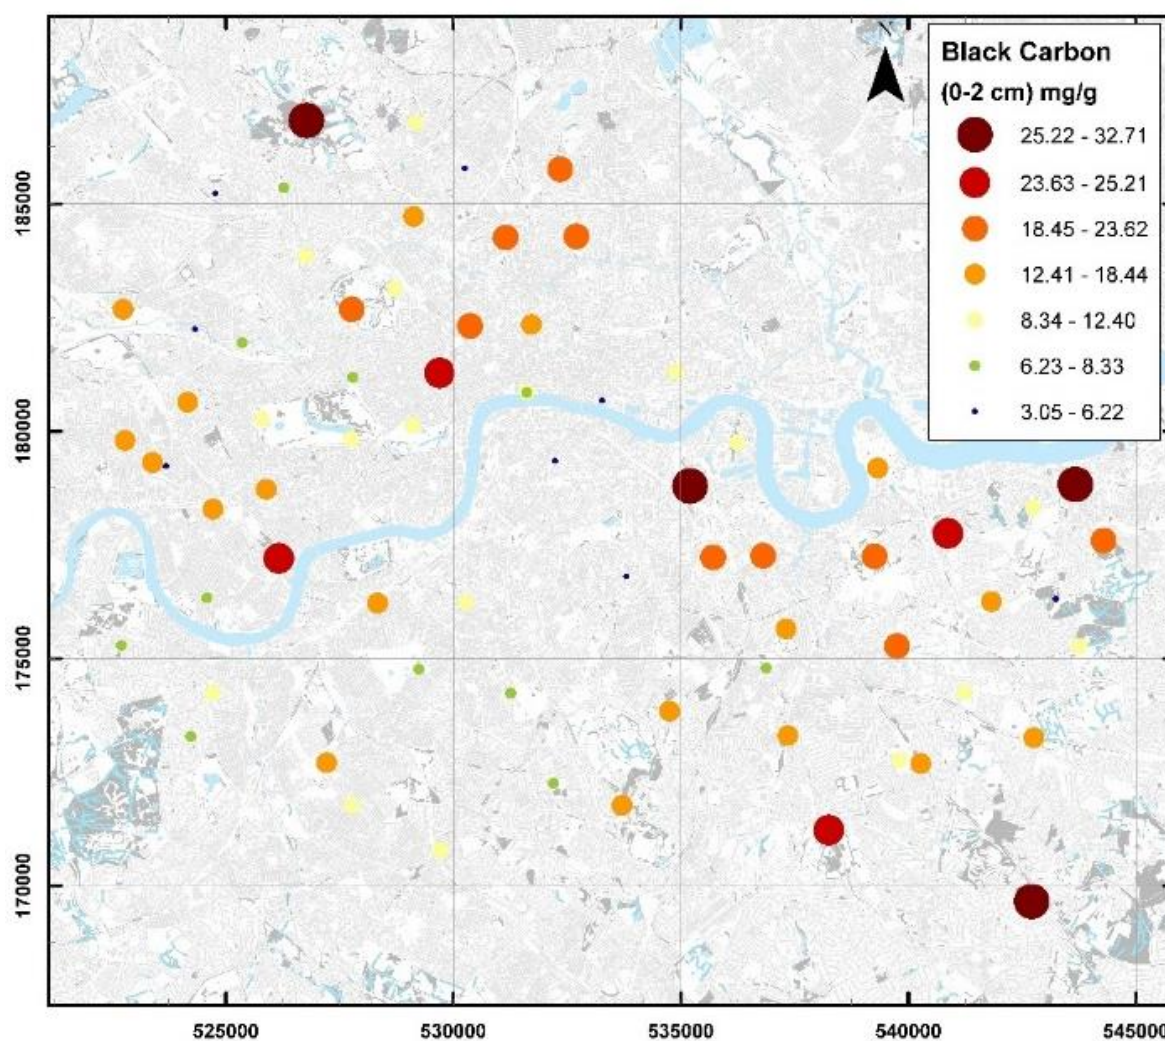 Black Carbon
(0-2 cm) mg/g
25.22 - 32.71
23.63 - 25.21
18.45 - 23.62
12.41 - 18.44
8.34 - 12.40
6.23 - 8.33
3.05 - 6.22
185000
180000
175000
170000
525000
530000
535000
540000
545000